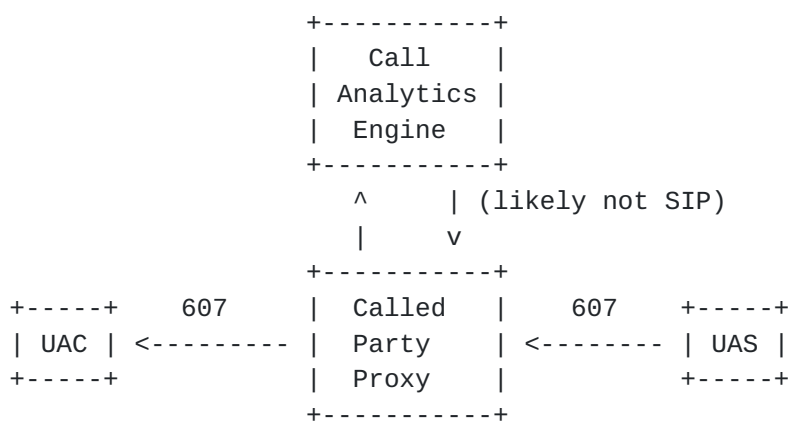 +-----------+
|   Call    |
| Analytics |
|  Engine   |
+-----------+
^     | (likely not SIP)
|     v
+-----------+
+-----+    607     |  Called   |    607    +-----+
| UAC | <--------- |  Party    | <-------- | UAS |
+-----+            |  Proxy    |           +-----+
+-----------+